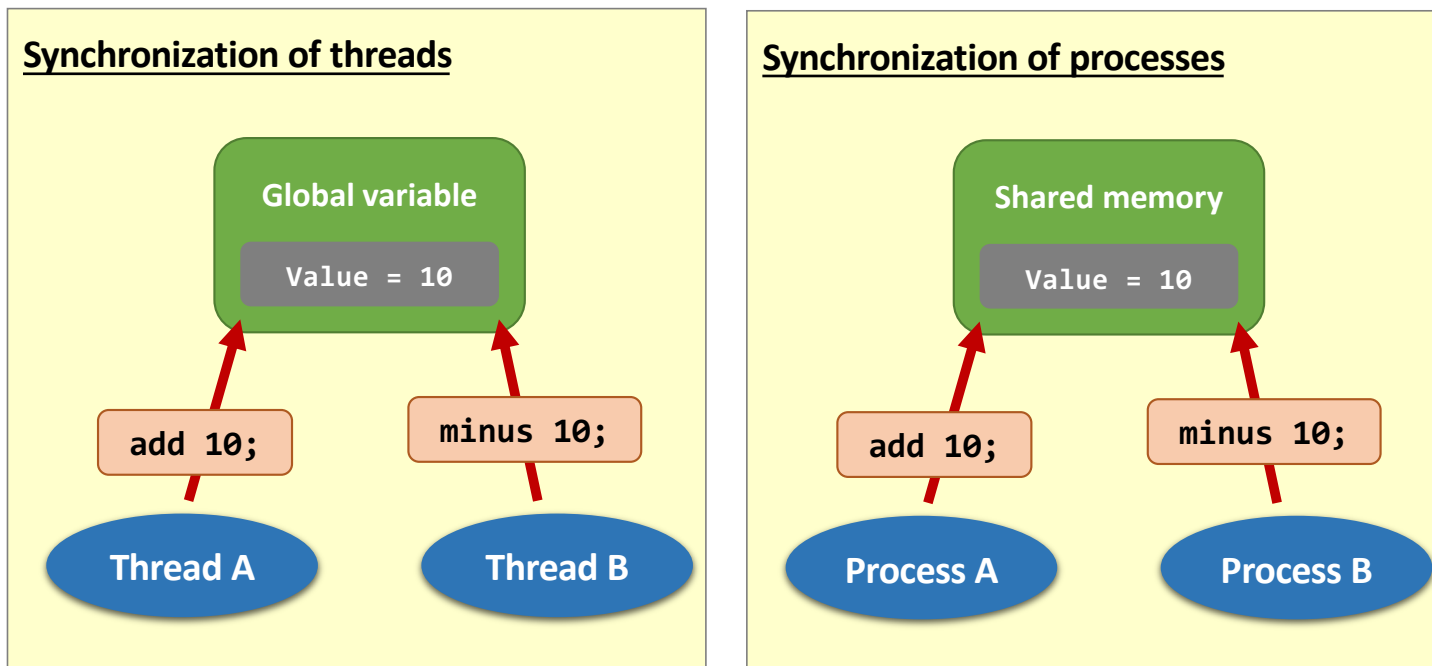 Synchronization of threads
Global variable
Value = 10
add 10;
minus 10;
Thread A
Thread B
Synchronization of processes
Shared memory
Value = 10
add 10;
minus 10;
Process A
Process B